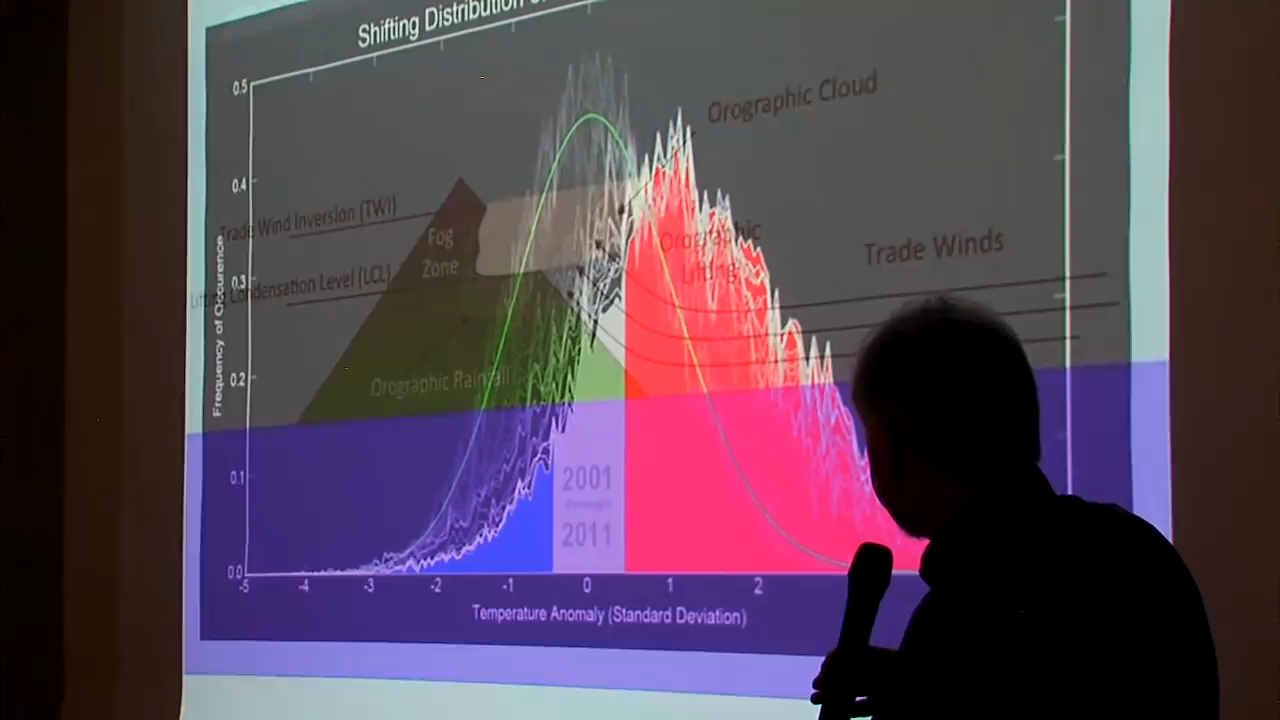 Shifting Distribution
0.5
Orographic Cloud
0.4
Trade Wind Inversion (TWI)
Fog
Zone
Orographic
Lifting
Trade Winds
Lifting Condensation Level (LCL)
0.3
Frequency of Occurence
0.2
Orographic Rainfall
0.1
2001
through
2011
0.0
-5 -4 -3 -2 -1 0 1 2
Temperature Anomaly (Standard Deviation)